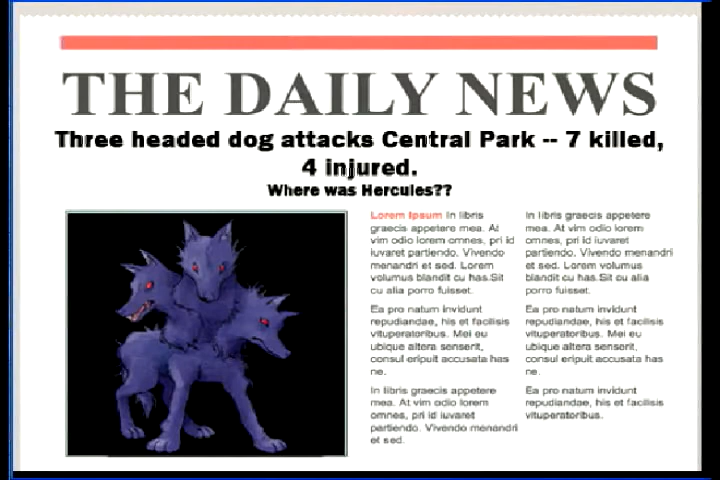 THE DAILY NEWS
Three headed dog attacks Central Park -- 7 killed,
4 injured.
Where was Hercules??
Lorem Ipsum In libris
graecis appetere mea. At
vim odio lorem omnes, pri id
iuvaret partiendo. Vivendo
menandri et sed. Lorem
volumus blandit cu has.Sit
cu alia porro fuisset.
Ea pro natum invidunt
repudiandae, his et facilisis
vituperatoribus. Mei eu
ubique altera senserit,
consul eripuit accusata has
ne.
In libris graecis appetere
mea. At vim odio lorem
omnes, pri id iuvaret
partiendo. Vivendo menandri
et sed.
In libris graecis appetere
mea. At vim odio lorem
omnes, pri id iuvaret
partiendo. Vivendo menandri
et sed. Lorem volumus
blandit cu has.Sit cu alia
porro fuisset.
Ea pro natum invidunt
repudiandae, his et facilisis
vituperatoribus. Mei eu
ubique altera senserit,
consul eripuit accusata has
ne.
Ea pro natum invidunt
repudiandae, his et facilisis
vituperatoribus.